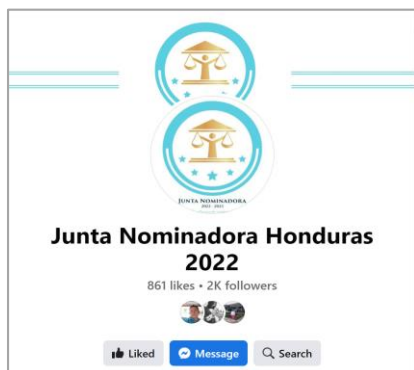 JUNTA NOMINADORA
Junta Nominadora Honduras
2022
861 likes • 2K followers
Liked
Message
Search